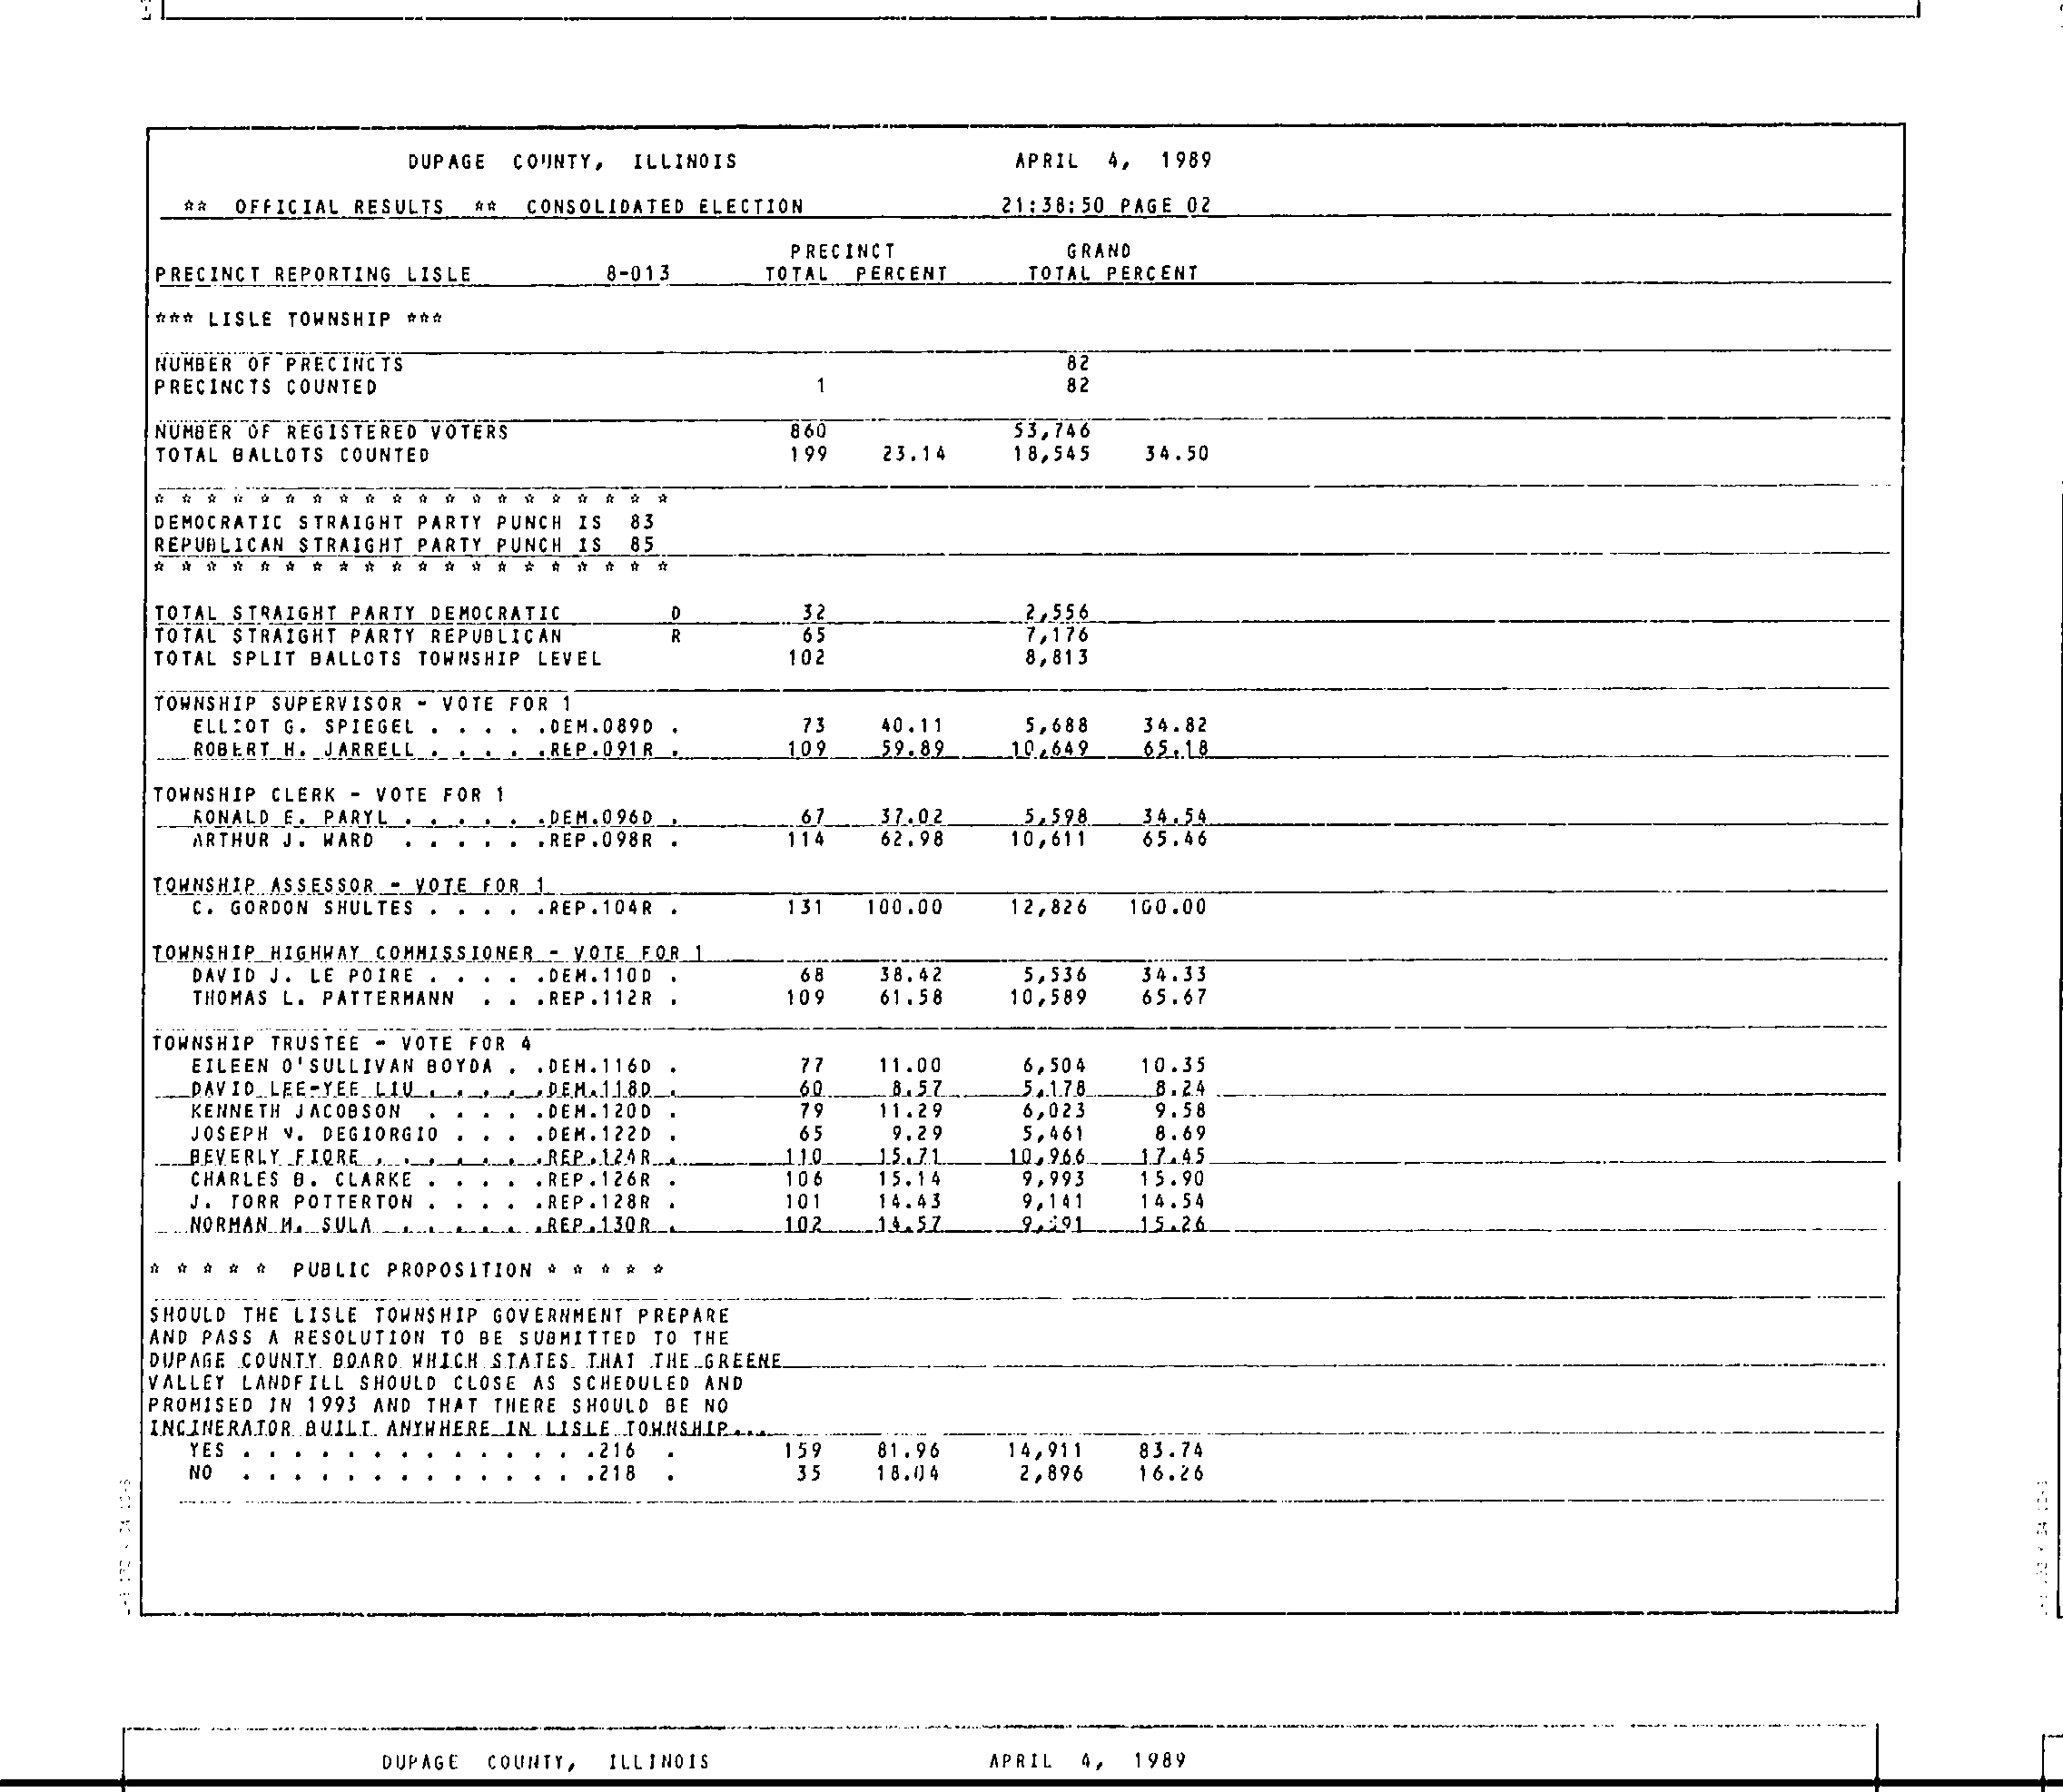 DUPAGE COUNTY, ILLINOIS APRIL 4, 1989
** OFFICIAL RESULTS ** CONSOLIDATED ELECTION 21:38:50 PAGE 02
PRECINCT GRAND
PRECINCT REPORTING LISLE 8-013 TOTAL PERCENT TOTAL PERCENT
*** LISLE TOWNSHIP ***
NUMBER OF PRECINCTS 82
PRECINCTS COUNTED 1 82
NUMBER OF REGISTERED VOTERS 860 53,746
TOTAL BALLOTS COUNTED 199 23.14 18,545 34.50
* * * * * * * * * * * * * * * * * * * *
DEMOCRATIC STRAIGHT PARTY PUNCH IS 83
REPUBLICAN STRAIGHT PARTY PUNCH IS 85
* * * * * * * * * * * * * * * * * * * *
TOTAL STRAIGHT PARTY DEMOCRATIC D 32 2,556
TOTAL STRAIGHT PARTY REPUBLICAN R 65 7,176
TOTAL SPLIT BALLOTS TOWNSHIP LEVEL 102 8,813
TOWNSHIP SUPERVISOR - VOTE FOR 1
ELLIOT G. SPIEGEL . . . . .DEM.089D . 73 40.11 5,688 34.82
ROBERT H. JARRELL . . . . .REP.091R . 109 59.89 10,649 65.18
TOWNSHIP CLERK - VOTE FOR 1
RONALD E. PARYL . . . . . .DEM.096D . 67 37.02 5,598 34.54
ARTHUR J. WARD . . . . . .REP.098R . 114 62.98 10,611 65.46
TOWNSHIP ASSESSOR - VOTE FOR 1
C. GORDON SHULTES . . . . .REP.104R . 131 100.00 12,826 100.00
TOWNSHIP HIGHWAY COMMISSIONER - VOTE FOR 1
DAVID J. LE POIRE . . . . .DEM.110D . 68 38.42 5,536 34.33
THOMAS L. PATTERMANN . . .REP.112R . 109 61.58 10,589 65.67
TOWNSHIP TRUSTEE - VOTE FOR 4
EILEEN O'SULLIVAN BOYDA . .DEM.116D . 77 11.00 6,504 10.35
DAVID LEE-YEE LIU . . . . .DEM.118D . 60 8.57 5,178 8.24
KENNETH JACOBSON . . . . .DEM.120D . 79 11.29 6,023 9.58
JOSEPH V. DEGIORGIO . . . .DEM.122D . 65 9.29 5,461 8.69
BEVERLY FIORE . . . . . . .REP.124R . 110 15.71 10,966 17.45
CHARLES B. CLARKE . . . . .REP.126R . 106 15.14 9,993 15.90
J. TORR POTTERTON . . . . .REP.128R . 101 14.43 9,141 14.54
NORMAN M. SULA . . . . . .REP.130R . 102 14.57 15.26
* * * * * PUBLIC PROPOSITION * * * * *
SHOULD THE LISLE TOWNSHIP GOVERNMENT PREPARE
AND PASS A RESOLUTION TO BE SUBMITTED TO THE
DUPAGE COUNTY BOARD WHICH STATES THAT THE GREENE
VALLEY LANDFILL SHOULD CLOSE AS SCHEDULED AND
PROMISED IN 1993 AND THAT THERE SHOULD BE NO
INCINERATOR BUILT ANYWHERE IN LISLE TOWNSHIP...
YES . . . . . . . . . . . . . .216 . 159 81.96 14,911 83.74
NO . . . . . . . . . . . . . .218 . 35 18.04 2,896 16.26
DUPAGE COUNTY, ILLINOIS APRIL 4, 1989